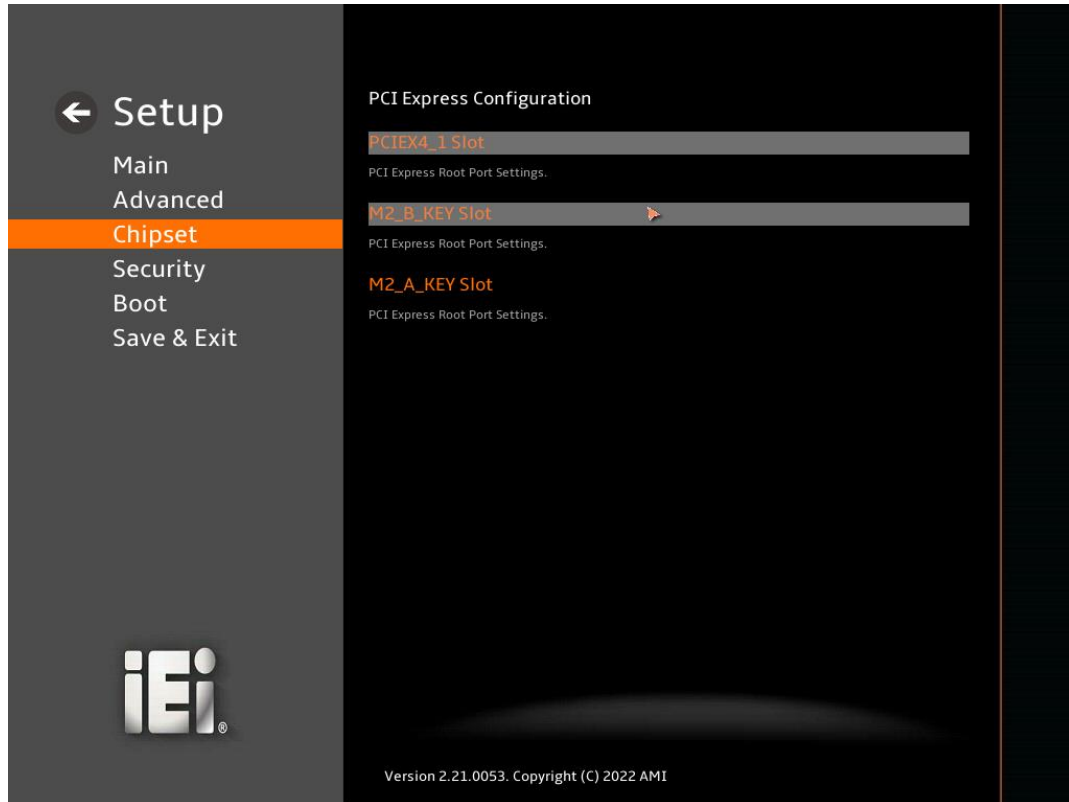 Setup
Main
Advanced
Chipset
Security
Boot
Save & Exit
iEi®
PCI Express Configuration
PCIEX4_1 Slot
PCI Express Root Port Settings.
M2_B_KEY Slot
PCI Express Root Port Settings.
M2_A_KEY Slot
PCI Express Root Port Settings.
Version 2.21.0053. Copyright (C) 2022 AMI